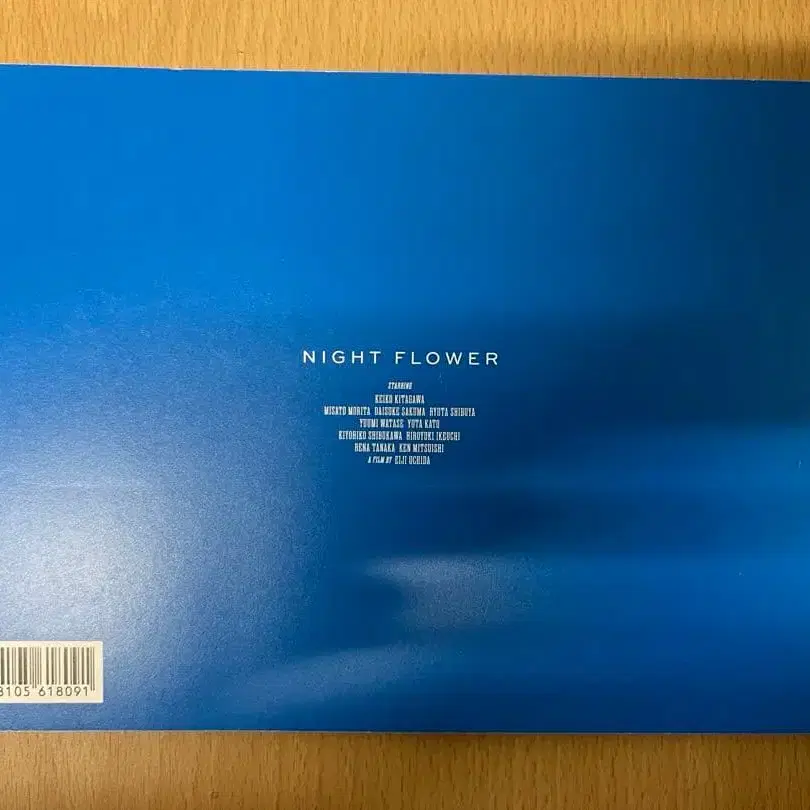 NIGHT FLOWER
STARRING
KEIKO KITAGAWA
MISATO MORITA DAISUKE SAKUMA RYUTA SHIBUYA
YUUMI WATASE YUTA KATO
KIYOHIKO SHIBUKAWA HIROYUKI IKEUCHI
RENA TANAKA KEN MITSUISHI
A FILM BY EIJI UCHIDA
8105 618091